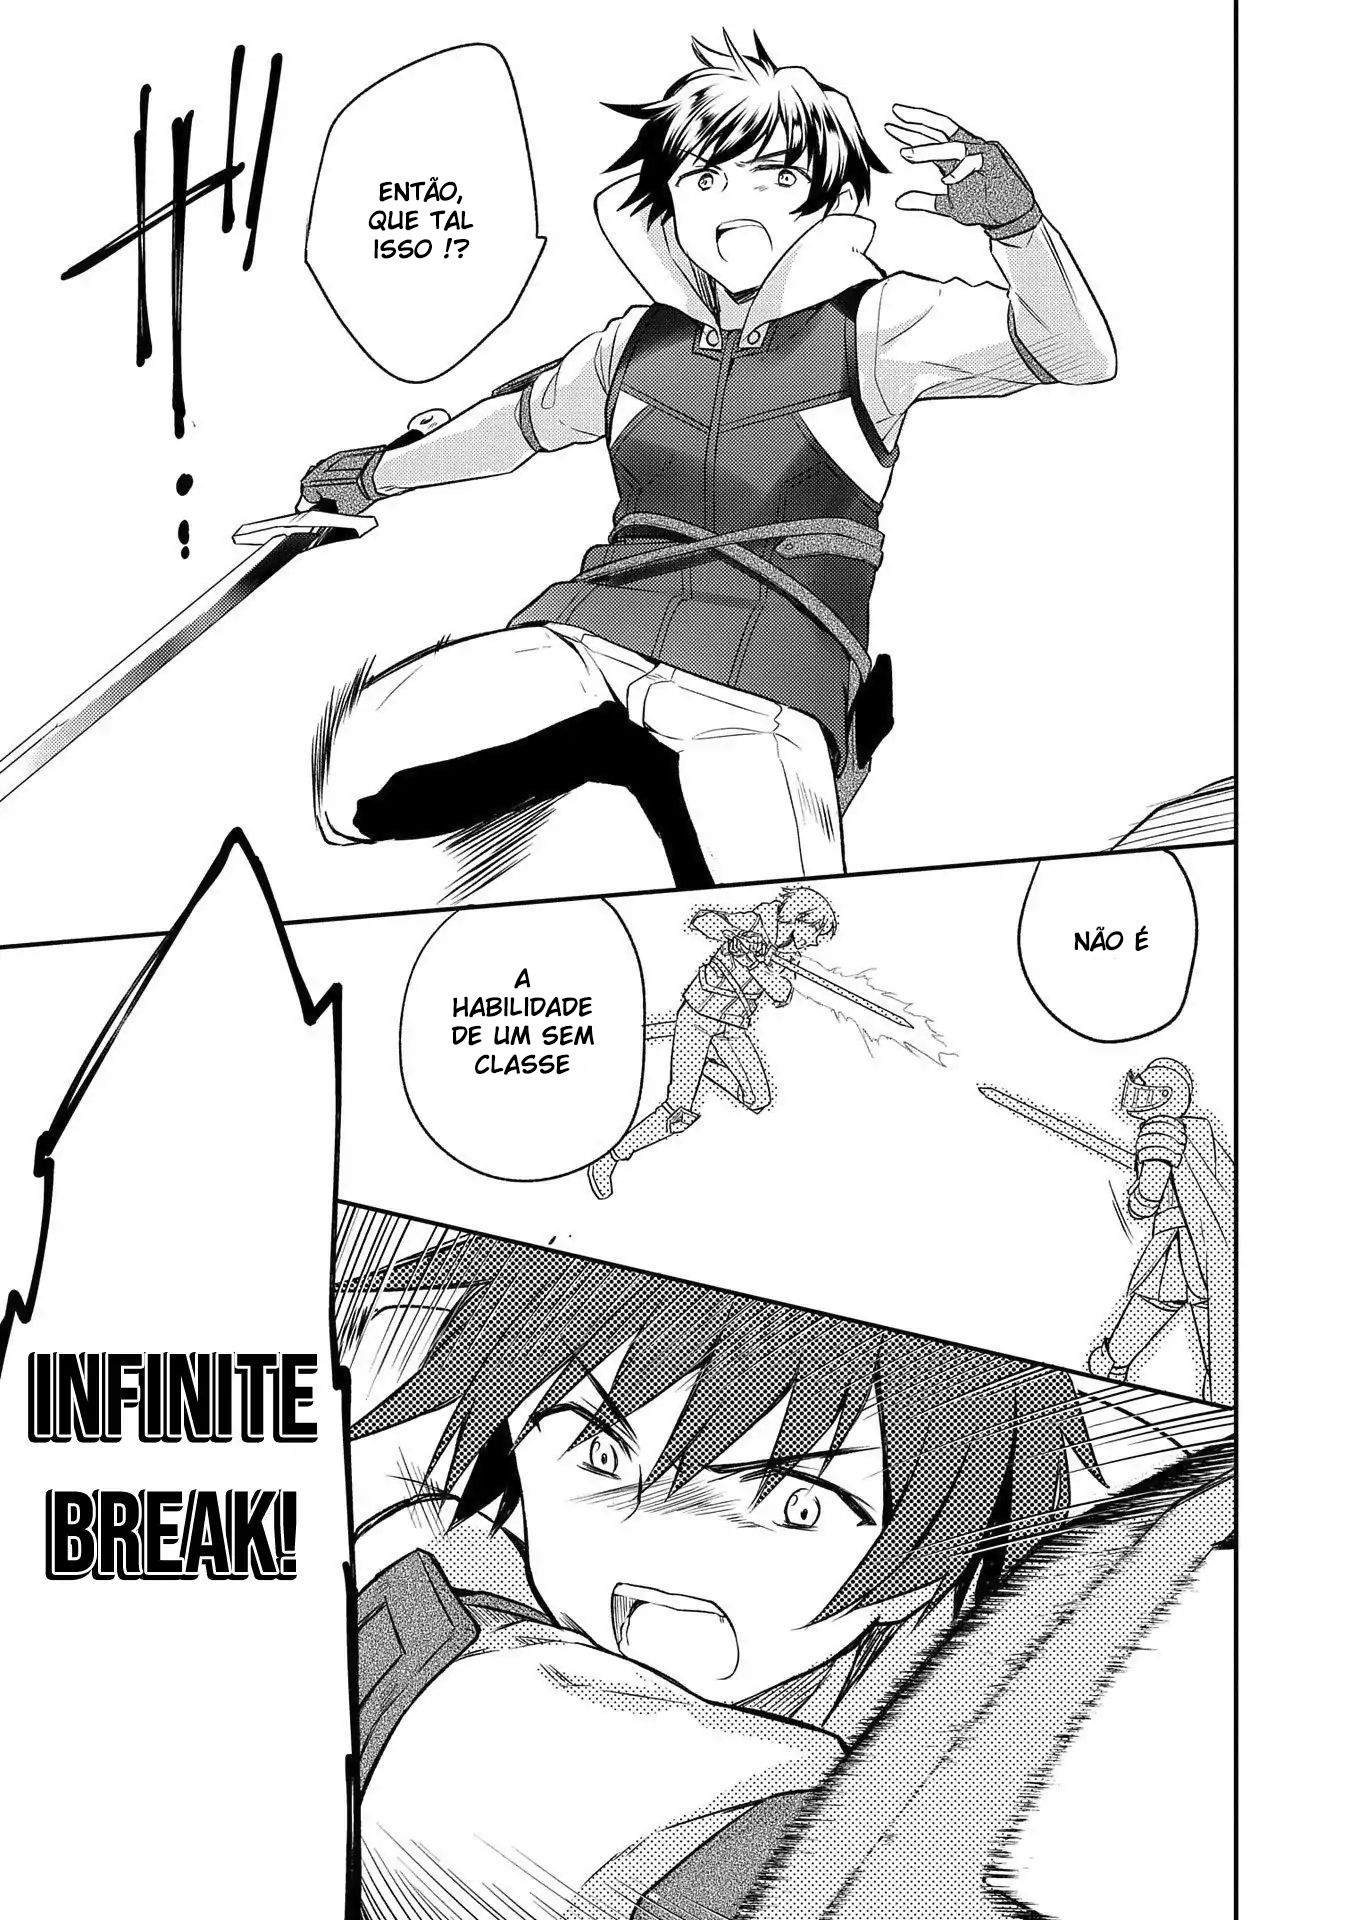 ENTÃO,
QUE TAL
ISSO !?
NÃO É
A
HABILIDADE
DE UM SEM
CLASSE
INFINITE
BREAK!